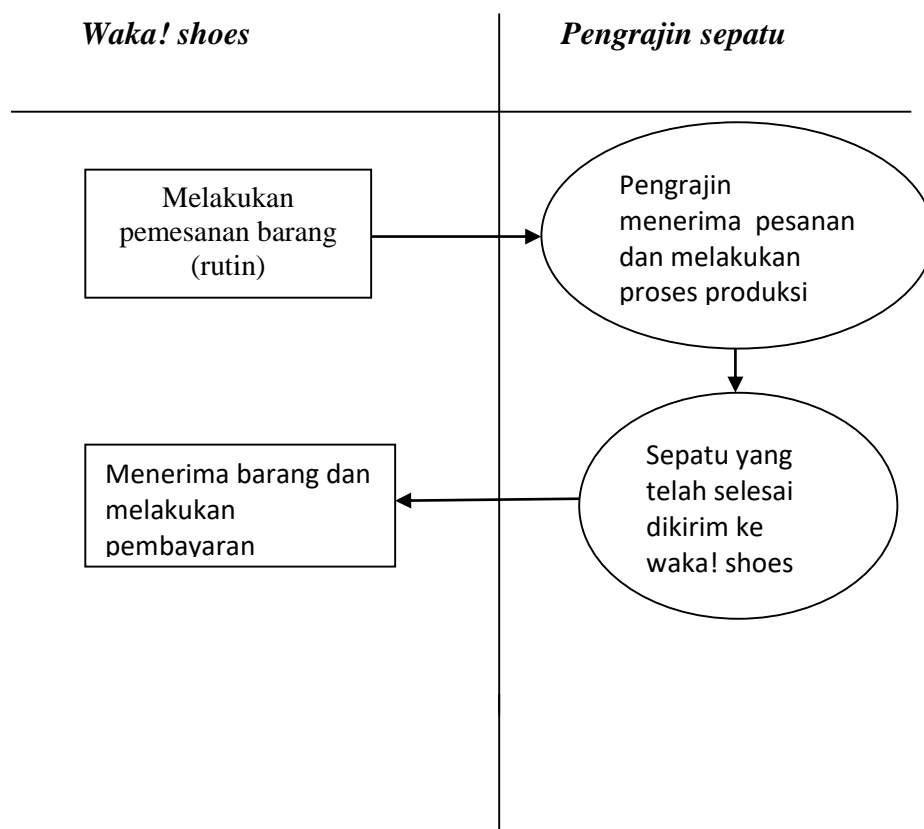 Waka! shoes
Pengrajin sepatu
Melakukan
pemesanan barang
(rutin)
Pengrajin
menerima pesanan
dan melakukan
proses produksi
Sepatu yang
telah selesai
dikirim ke
waka! shoes
Menerima barang dan
melakukan
pembayaran